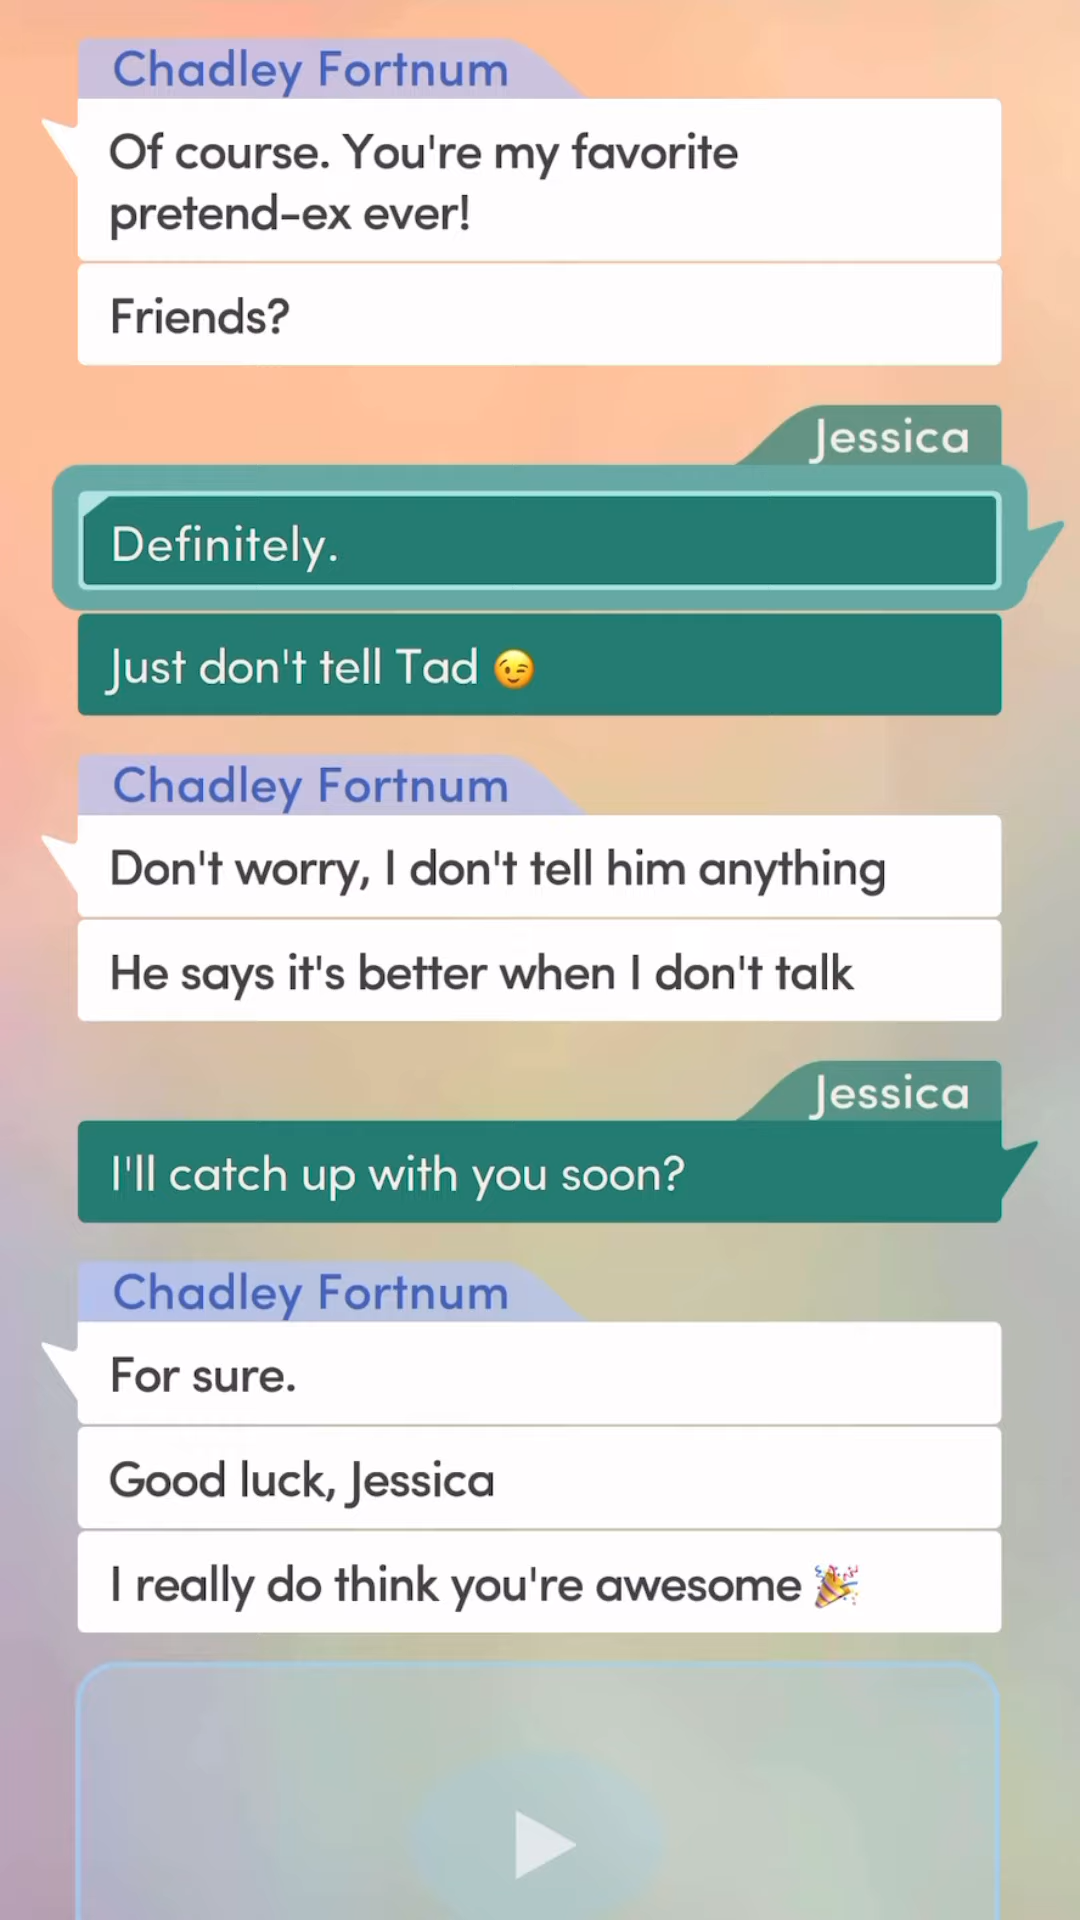 Chadley Fortnum
Of course. You're my favorite
pretend-ex ever!
Friends?
Jessica
Definitely.
Just don't tell Tad 😉
Chadley Fortnum
Don't worry, I don't tell him anything
He says it's better when I don't talk
Jessica
I'll catch up with you soon?
Chadley Fortnum
For sure.
Good luck, Jessica
I really do think you're awesome 🎉